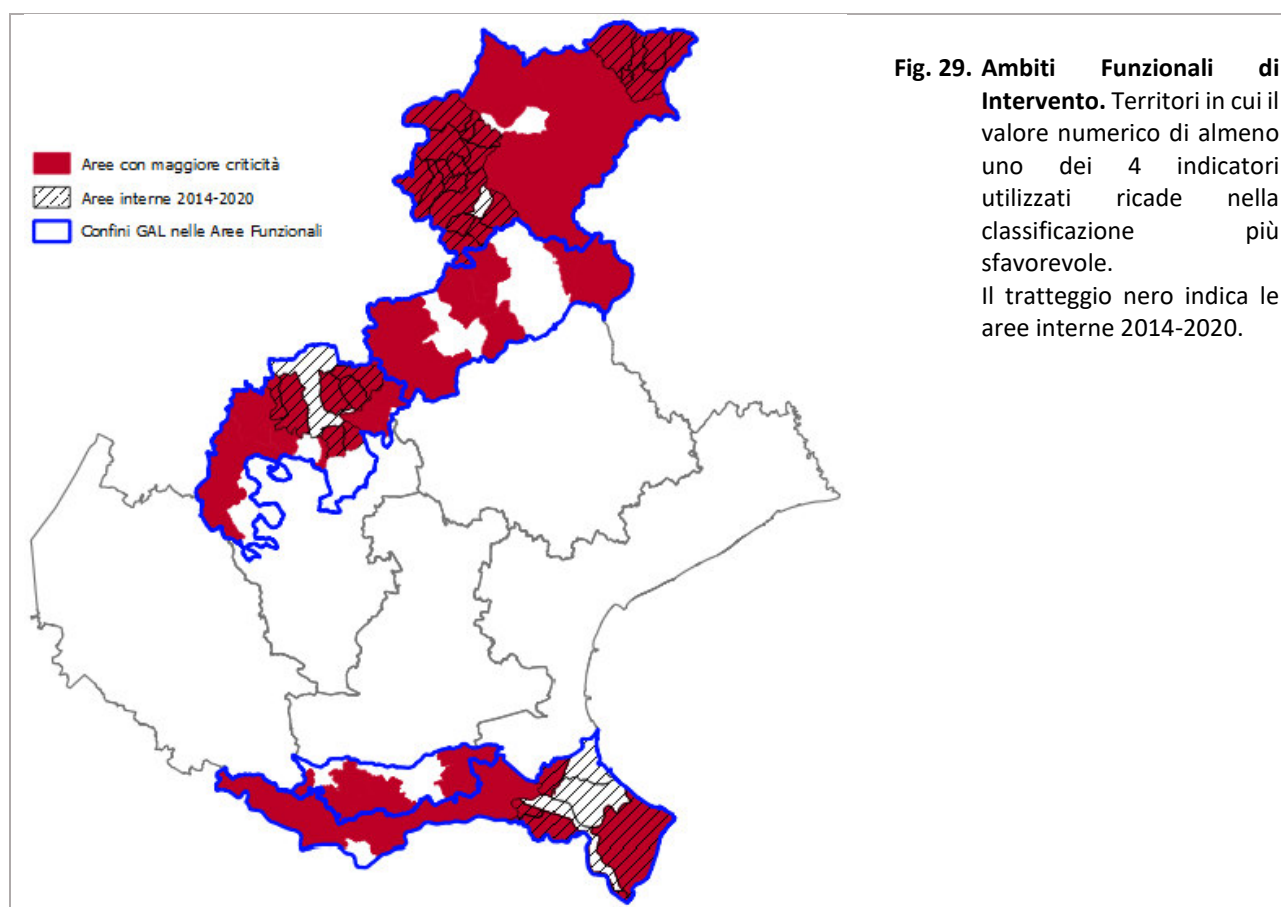 Fig. 29. Ambiti Funzionali di
Intervento. Territori in cui il
valore numerico di almeno
uno dei 4 indicatori
utilizzati ricade nella
classificazione più
sfavorevole.
Il tratteggio nero indica le
aree interne 2014-2020.
Aree con maggiore criticità
Aree interne 2014-2020
Confini GAL nelle Aree Funzionali